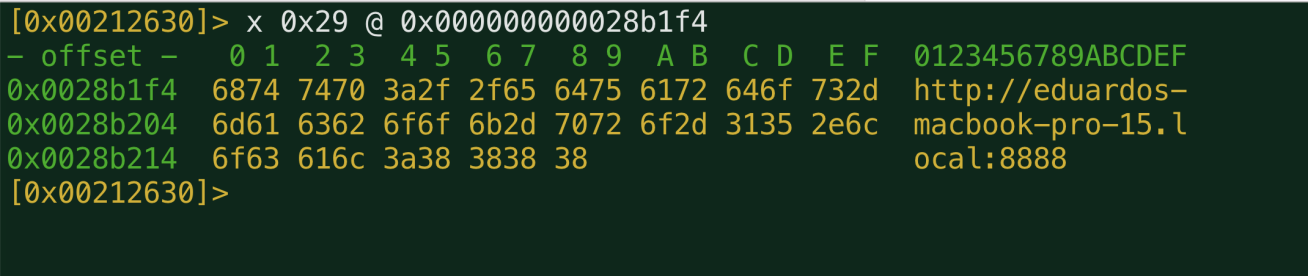 [0x00212630]> x 0x29 @ 0x000000000028b1f4
- offset -   0 1  2 3  4 5  6 7  8 9  A B  C D  E F  0123456789ABCDEF
0x0028b1f4  6874 7470 3a2f 2f65 6475 6172 646f 732d  http://eduardos-
0x0028b204  6d61 6362 6f6f 6b2d 7072 6f2d 3135 2e6c  macbook-pro-15.l
0x0028b214  6f63 616c 3a38 3838 38                   ocal:8888
[0x00212630]>